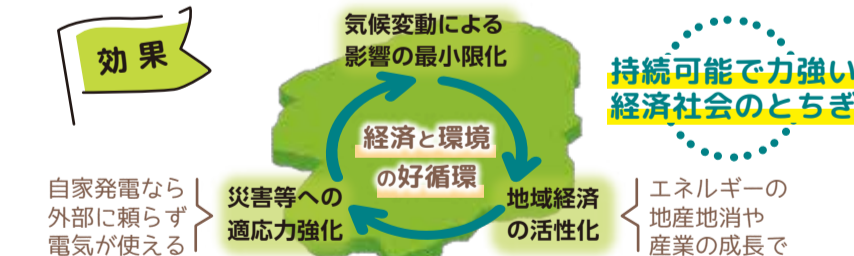 効果
気候変動による
影響の最小限化
持続可能で力強い
経済社会のとちぎ
経済と環境
の好循環
自家発電なら
外部に頼らず
電気が使える
災害等への
適応力強化
地域経済
の活性化
エネルギーの
地産地消や
産業の成長で